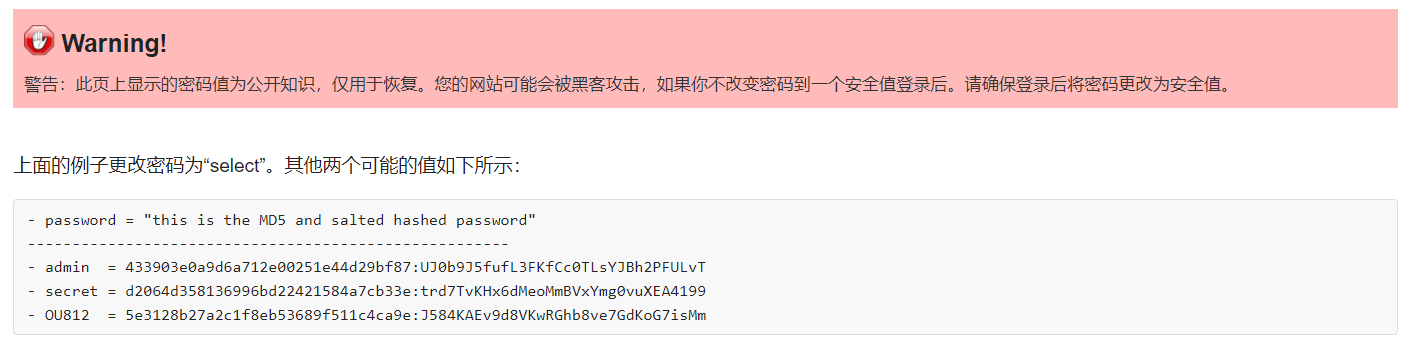 Warning!
警告：此页上显示的密码值为公开知识，仅用于恢复。您的网站可能会被黑客攻击，如果你不改变密码到一个安全值登录后。请确保登录后将密码更改为安全值。
上面的例子更改密码为“select”。其他两个可能的值如下所示：
- password = "this is the MD5 and salted hashed password"
------------------------------------------------------
- admin  = 433903e0a9d6a712e00251e44d29bf87:UJ0b9J5fufL3FKfCc0TLsYJBh2PFULvT
- secret = d2064d358136996bd22421584a7cb33e:trd7TvKHx6dMeoMmBVxYmg0vuXEA4199
- OU812  = 5e3128b27a2c1f8eb53689f511c4ca9e:J584KAEv9d8VKwRGhb8ve7GdKoG7isMm